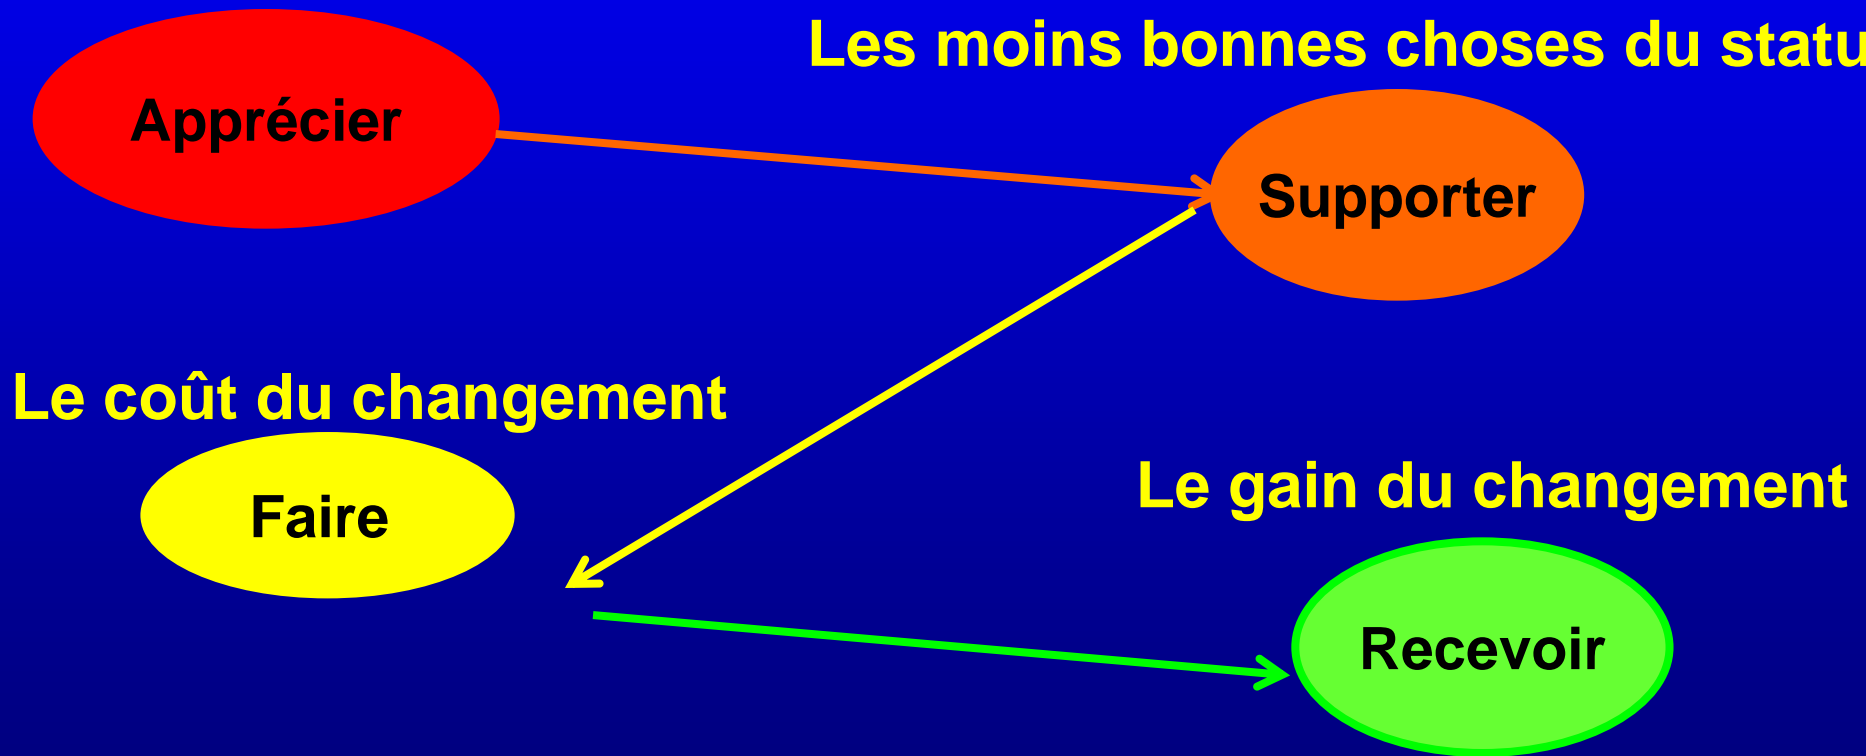 Les moins bonnes choses du statu
Apprécier
Supporter
Le coût du changement
Le gain du changement
Faire
Recevoir